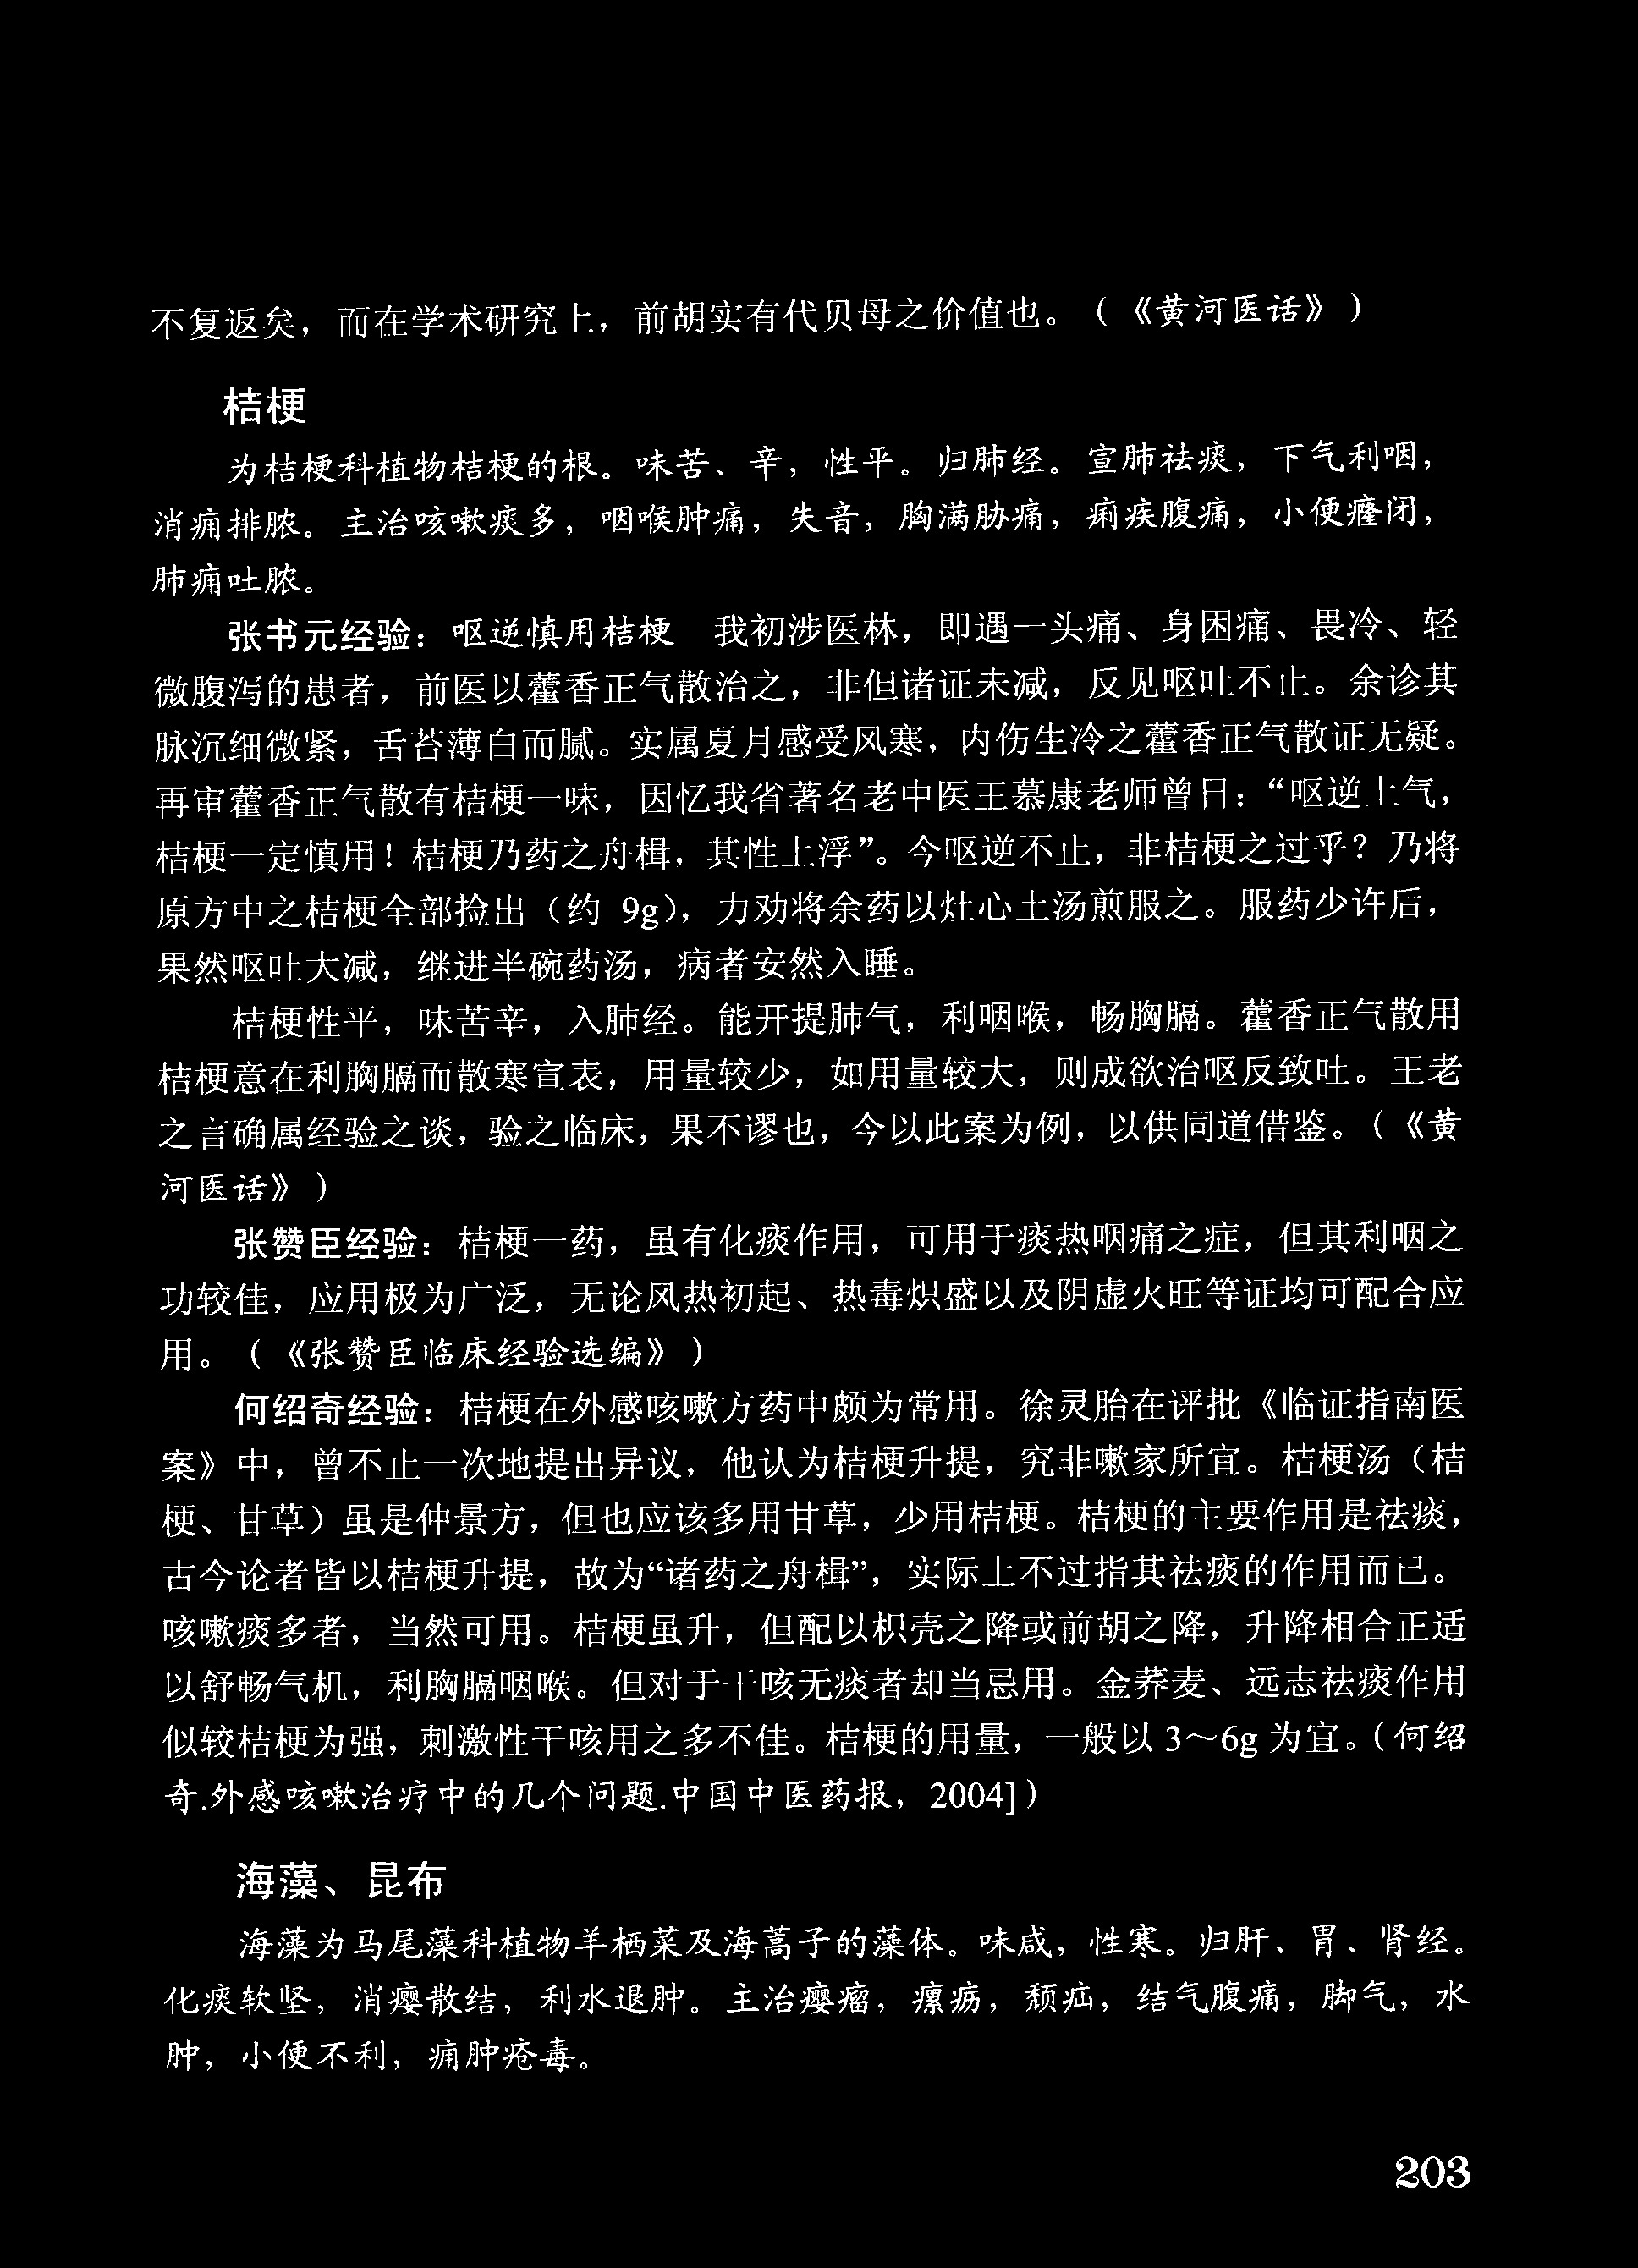 不复返矣，而在学术研究上，前胡实有代贝母之价值也。（《黄河医话》）
桔梗
为桔梗科植物桔梗的根。味苦、辛，性平。归肺经。宣肺祛痰，下气利咽，
消痈排脓。主治咳嗽痰多，咽喉肿痛，失音，胸满胁痛，痢疾腹痛，小便癃闭，
肺痈吐脓。
张书元经验：呕逆慎用桔梗　我初涉医林，即遇一头痛、身困痛、畏冷、轻
微腹泻的患者，前医以藿香正气散治之，非但诸证未减，反见呕吐不止。余诊其
脉沉细微紧，舌苔薄白而腻。实属夏月感受风寒，内伤生冷之藿香正气散证无疑。
再审藿香正气散有桔梗一味，因忆我省著名老中医王慕康老师曾曰：“呕逆上气，
桔梗一定慎用！桔梗乃药之舟楫，其性上浮”。今呕逆不止，非桔梗之过乎？乃将
原方中之桔梗全部捡出（约 9g），力劝将余药以灶心土汤煎服之。服药少许后，
果然呕吐大减，继进半碗药汤，病者安然入睡。
桔梗性平，味苦辛，入肺经。能开提肺气，利咽喉，畅胸膈。藿香正气散用
桔梗意在利胸膈而散寒宣表，用量较少，如用量较大，则成欲治呕反致吐。王老
之言确属经验之谈，验之临床，果不谬也，今以此案为例，以供同道借鉴。（《黄
河医话》）
张赞臣经验：桔梗一药，虽有化痰作用，可用于痰热咽痛之症，但其利咽之
功较佳，应用极为广泛，无论风热初起、热毒炽盛以及阴虚火旺等证均可配合应
用。（《张赞臣临床经验选编》）
何绍奇经验：桔梗在外感咳嗽方药中颇为常用。徐灵胎在评批《临证指南医
案》中，曾不止一次地提出异议，他认为桔梗升提，究非嗽家所宜。桔梗汤（桔
梗、甘草）虽是仲景方，但也应该多用甘草，少用桔梗。桔梗的主要作用是祛痰，
古今论者皆以桔梗升提，故为“诸药之舟楫”，实际上不过指其祛痰的作用而已。
咳嗽痰多者，当然可用。桔梗虽升，但配以枳壳之降或前胡之降，升降相合正适
以舒畅气机，利胸膈咽喉。但对于干咳无痰者却当忌用。金荞麦、远志祛痰作用
似较桔梗为强，刺激性干咳用之多不佳。桔梗的用量，一般以 3～6g 为宜。（何绍
奇.外感咳嗽治疗中的几个问题.中国中医药报，2004]）
海藻、昆布
海藻为马尾藻科植物羊栖菜及海蒿子的藻体。味咸，性寒。归肝、胃、肾经。
化痰软坚，消瘿散结，利水退肿。主治瘿瘤，瘰疬，颓疝，结气腹痛，脚气，水
肿，小便不利，痈肿疮毒。
203